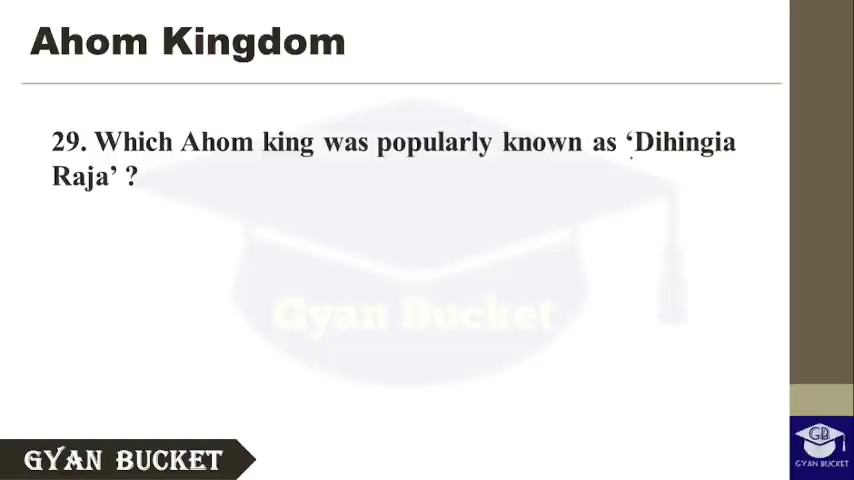 Ahom Kingdom
29. Which Ahom king was popularly known as ‘Dihingia
Raja’ ?
Gyan Bucket
GYAN BUCKET
GB
GYAN BUCKET